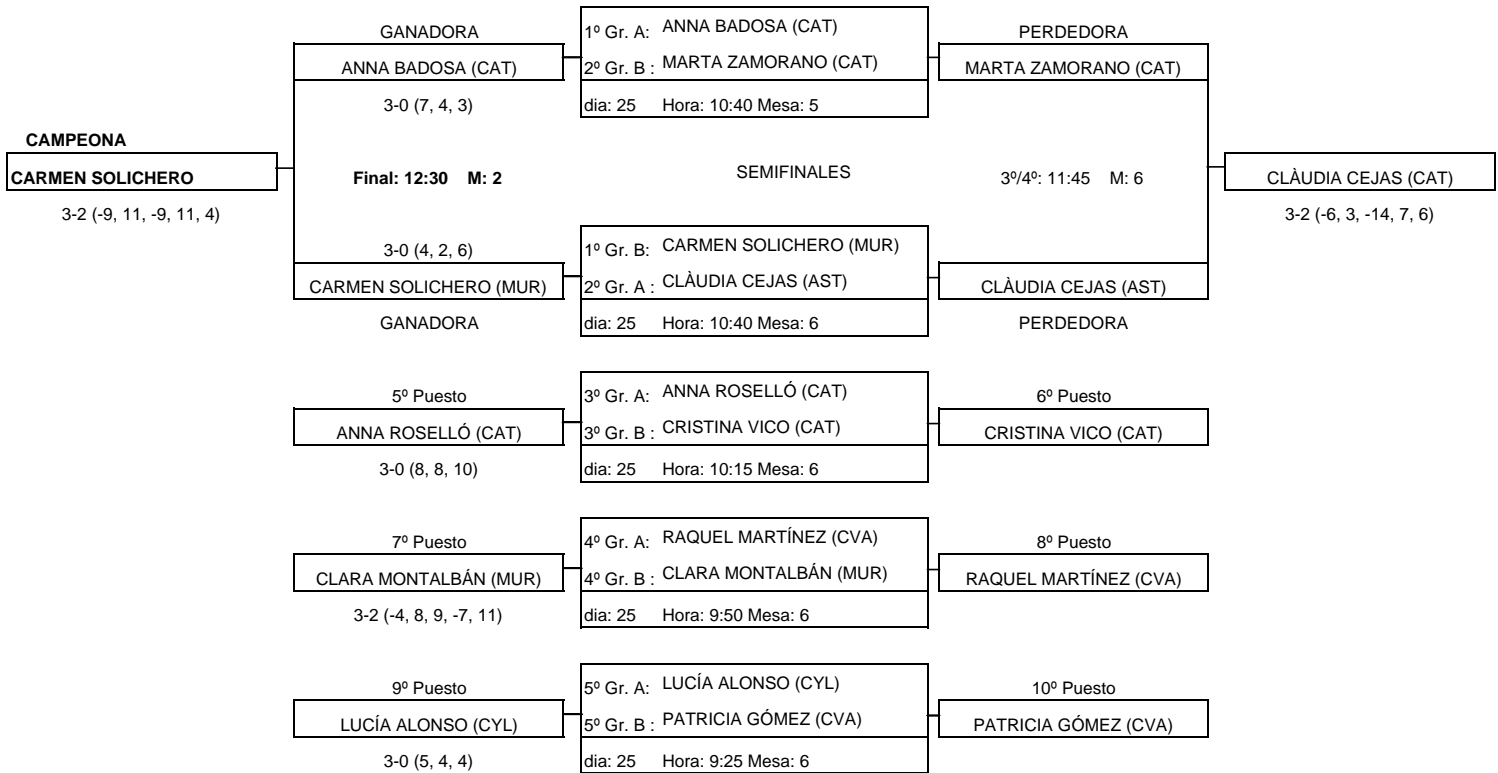 GANADORA
1º Gr. A: ANNA BADOSA (CAT)
PERDEDORA
ANNA BADOSA (CAT)
2º Gr. B : MARTA ZAMORANO (CAT)
MARTA ZAMORANO (CAT)
3-0 (7, 4, 3)
dia: 25 Hora: 10:40 Mesa: 5
CAMPEONA
CARMEN SOLICHERO
Final: 12:30 M: 2
SEMIFINALES
3º/4º: 11:45 M: 6
CLÀUDIA CEJAS (CAT)
3-2 (-9, 11, -9, 11, 4)
3-2 (-6, 3, -14, 7, 6)
3-0 (4, 2, 6)
1º Gr. B: CARMEN SOLICHERO (MUR)
CARMEN SOLICHERO (MUR)
2º Gr. A : CLÀUDIA CEJAS (AST)
CLÀUDIA CEJAS (AST)
GANADORA
dia: 25 Hora: 10:40 Mesa: 6
PERDEDORA
5º Puesto
3º Gr. A: ANNA ROSELLÓ (CAT)
6º Puesto
ANNA ROSELLÓ (CAT)
3º Gr. B : CRISTINA VICO (CAT)
CRISTINA VICO (CAT)
3-0 (8, 8, 10)
dia: 25 Hora: 10:15 Mesa: 6
7º Puesto
4º Gr. A: RAQUEL MARTÍNEZ (CVA)
8º Puesto
CLARA MONTALBÁN (MUR)
4º Gr. B : CLARA MONTALBÁN (MUR)
RAQUEL MARTÍNEZ (CVA)
3-2 (-4, 8, 9, -7, 11)
dia: 25 Hora: 9:50 Mesa: 6
9º Puesto
5º Gr. A: LUCÍA ALONSO (CYL)
10º Puesto
LUCÍA ALONSO (CYL)
5º Gr. B : PATRICIA GÓMEZ (CVA)
PATRICIA GÓMEZ (CVA)
3-0 (5, 4, 4)
dia: 25 Hora: 9:25 Mesa: 6